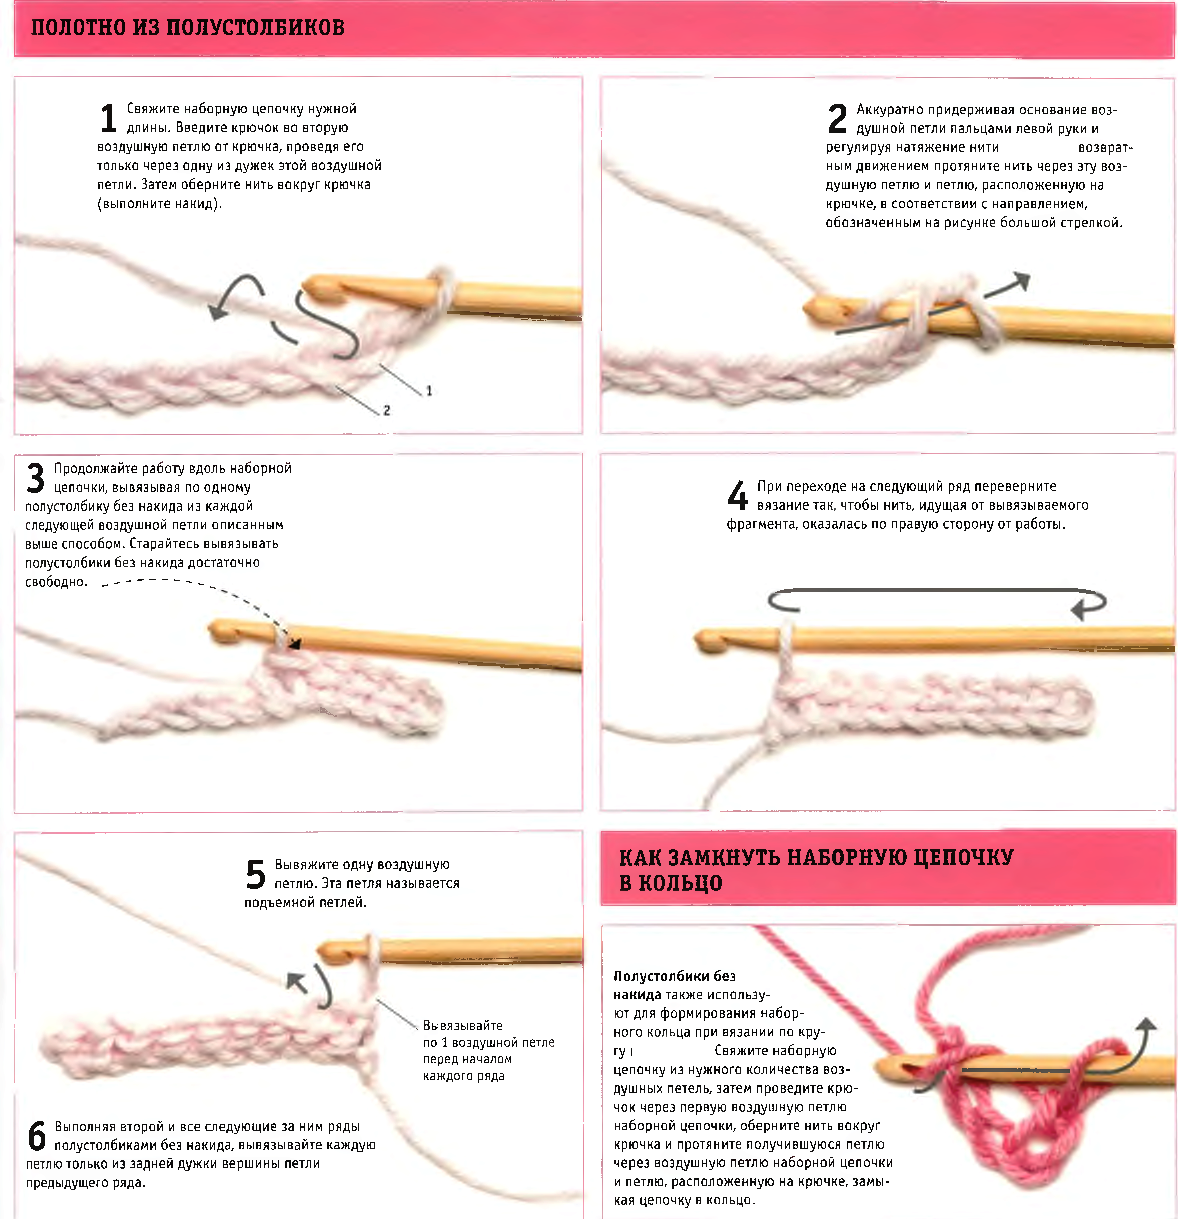 ПОЛОТНО ИЗ ПОЛУСТОЛБИКОВ
1 Свяжите наборную цепочку нужной
длины. Введите крючок во вторую
воздушную петлю от крючка, проведя его
только через одну из дужек этой воздушной
петли. Затем оберните нить вокруг крючка
(выполните накид).
1
2
2 Аккуратно придерживая основание воз-
душной петли пальцами левой руки и
регулируя натяжение нити возврат-
ным движением протяните нить через эту воз-
душную петлю и петлю, расположенную на
крючке, в соответствии с направлением,
обозначенным на рисунке большой стрелкой.
3 Продолжайте работу вдоль наборной
цепочки, вывязывая по одному
полустолбику без накида из каждой
следующей воздушной петли описанным
выше способом. Старайтесь вывязывать
полустолбики без накида достаточно
свободно.
4 При переходе на следующий ряд переверните
вязание так, чтобы нить, идущая от вывязываемого
фрагмента, оказалась по правую сторону от работы.
5 Вывяжите одну воздушную
петлю. Эта петля называется
подъемной петлей.
Вывязывайте
по 1 воздушной петле
перед началом
каждого ряда
6 Выполняя второй и все следующие за ним ряды
полустолбиками без накида, вывязывайте каждую
петлю только из задней дужки вершины петли
предыдущего ряда.
КАК ЗАМКНУТЬ НАБОРНУЮ ЦЕПОЧКУ
В КОЛЬЦО
Полустолбики без
накида также использу-
ют для формирования набор-
ного кольца при вязании по кру-
гу Свяжите наборную
цепочку из нужного количества воз-
душных петель, затем проведите крю-
чок через первую воздушную петлю
наборной цепочки, оберните нить вокруг
крючка и протяните получившуюся петлю
через воздушную петлю наборной цепочки
и петлю, расположенную на крючке, замы-
кая цепочку в кольцо.